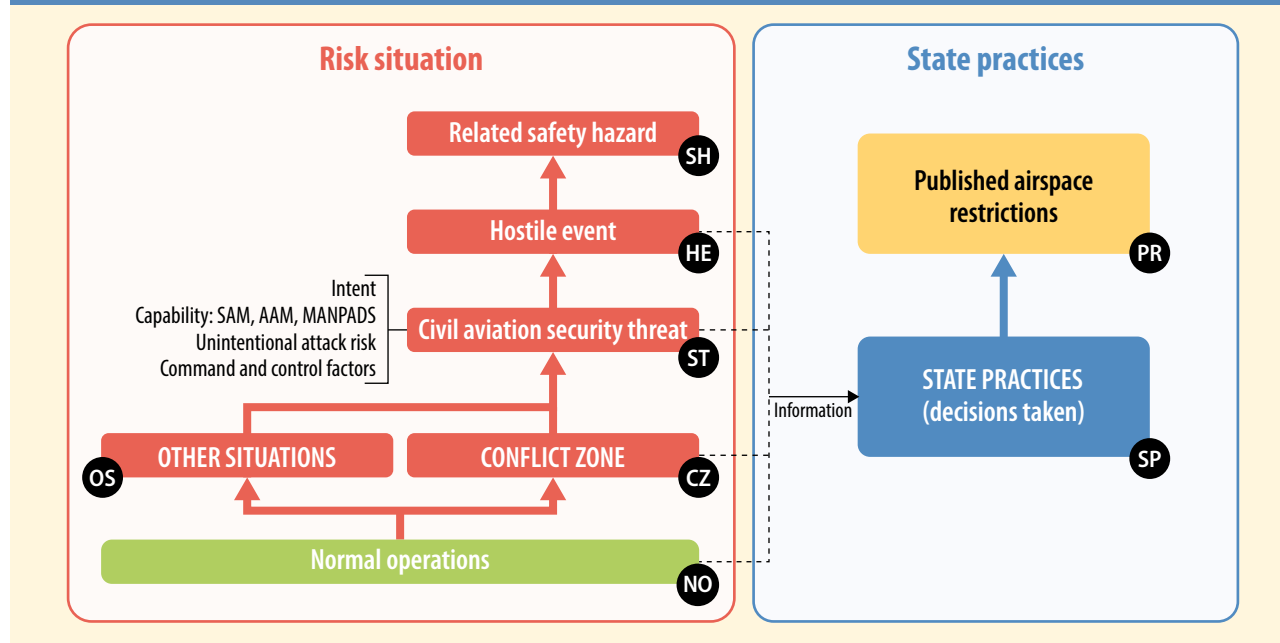 Risk situation
Related safety hazard
SH
Hostile event
HE
Intent
Capability: SAM, AAM, MANPADS
Unintentional attack risk
Command and control factors
Civil aviation security threat
ST
OTHER SITUATIONS
OS
CONFLICT ZONE
CZ
Normal operations
NO
Information
State practices
Published airspace
restrictions
PR
STATE PRACTICES
(decisions taken)
SP